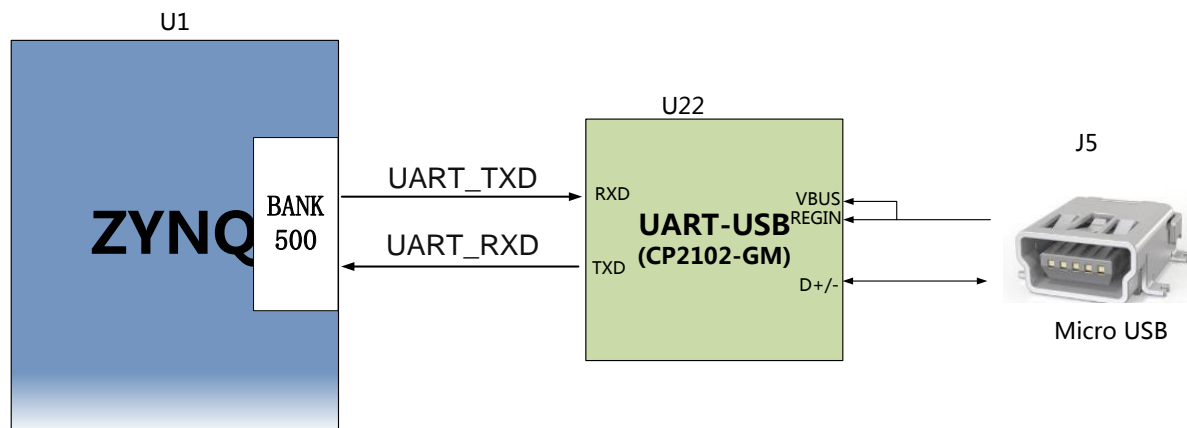 U1
ZYNQ
BANK
500
UART_TXD
UART_RXD
U22
RXD
TXD
UART-USB
(CP2102-GM)
VBUS
REGIN
D+/-
J5
Micro USB